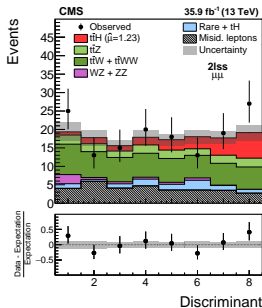 CMS 35.9 fb⁻¹ (13 TeV)
Events
Observed
tt̄H (μ̂=1.23)
tt̄Z
tt̄W + tt̄WW
WZ + ZZ
Rare + tH
Misid. leptons
Uncertainty
2lss
μμ
45
40
35
30
25
20
15
10
5
0
Data - Expectation
Expectation
0.5
0
-0.5
2 4 6 8
Discriminant